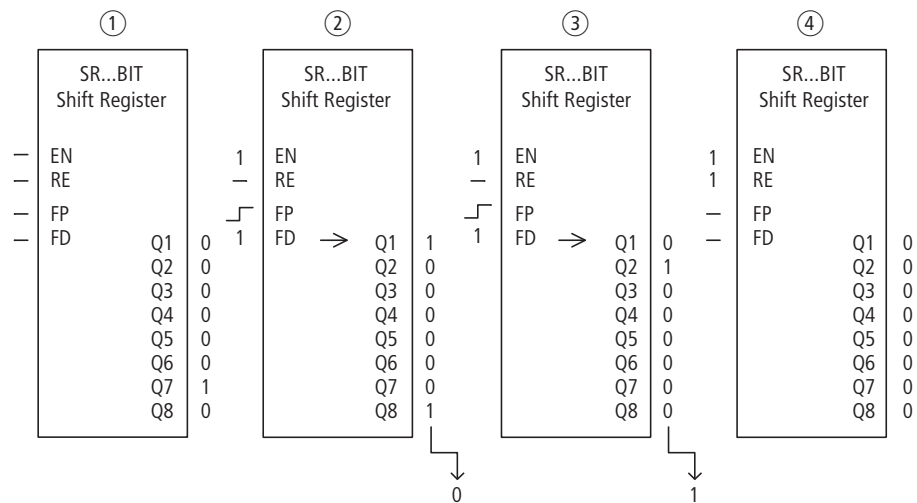 ① ② ③ ④
SR...BIT SR...BIT SR...BIT SR...BIT
Shift Register Shift Register Shift Register Shift Register
– EN 1 EN 1 EN 1 EN
– RE – RE – RE 1 RE
– FP FP FP – FP
– FD Q1 0 1 FD → Q1 1 1 FD → Q1 0 – FD Q1 0
Q2 0 Q2 0 Q2 1 Q2 0
Q3 0 Q3 0 Q3 0 Q3 0
Q4 0 Q4 0 Q4 0 Q4 0
Q5 0 Q5 0 Q5 0 Q5 0
Q6 0 Q6 0 Q6 0 Q6 0
Q7 1 Q7 0 Q7 0 Q7 0
Q8 0 Q8 1 Q8 0 Q8 0
0 1